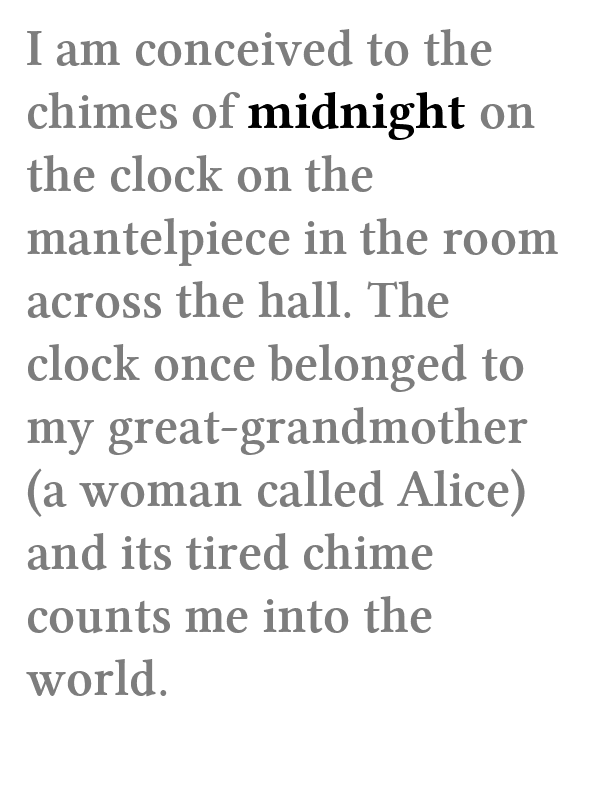 I am conceived to the
chimes of midnight on
the clock on the
mantelpiece in the room
across the hall. The
clock once belonged to
my great-grandmother
(a woman called Alice)
and its tired chime
counts me into the
world.